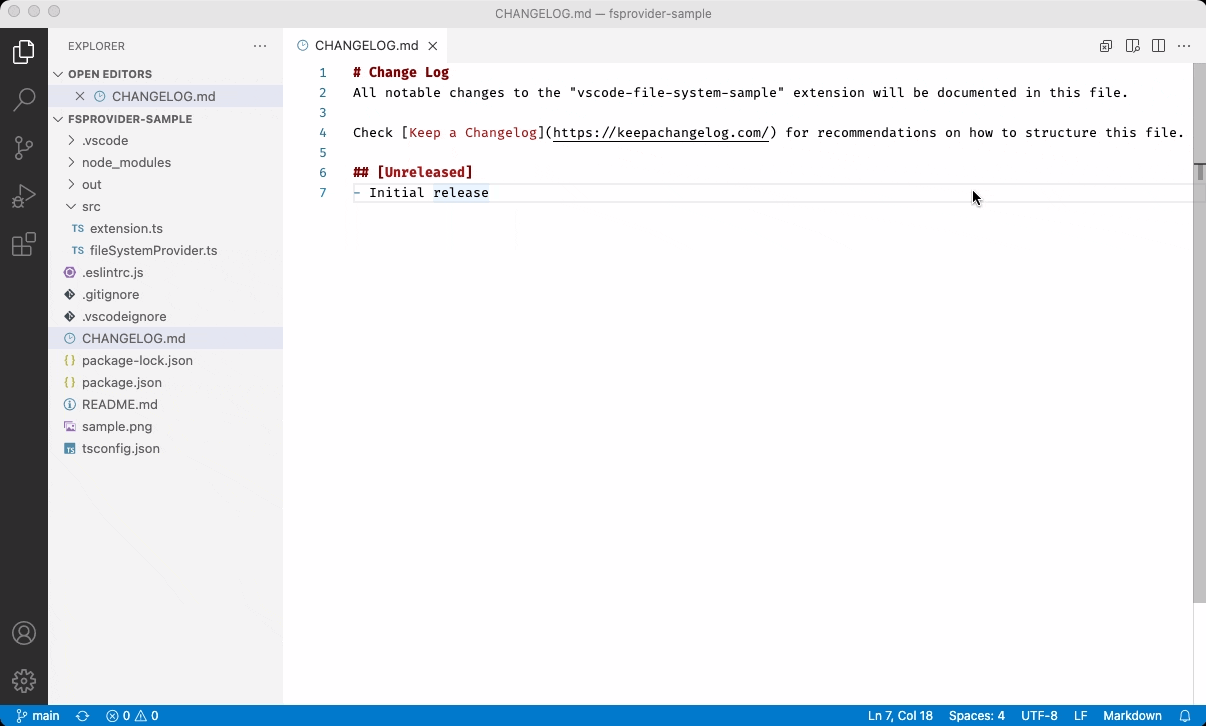 CHANGELOG.md — fsprovider-sample
EXPLORER
OPEN EDITORS
CHANGELOG.md
FSPROVIDER-SAMPLE
.vscode
node_modules
out
src
TS extension.ts
TS fileSystemProvider.ts
.eslintrc.js
.gitignore
.vscodeignore
CHANGELOG.md
{} package-lock.json
{} package.json
README.md
sample.png
TS tsconfig.json
CHANGELOG.md
1 # Change Log
2 All notable changes to the "vscode-file-system-sample" extension will be documented in this file.
3
4 Check [Keep a Changelog](https://keepachangelog.com/) for recommendations on how to structure this file.
5
6 ## [Unreleased]
7 - Initial release
main 0 0 Ln 7, Col 18 Spaces: 4 UTF-8 LF Markdown